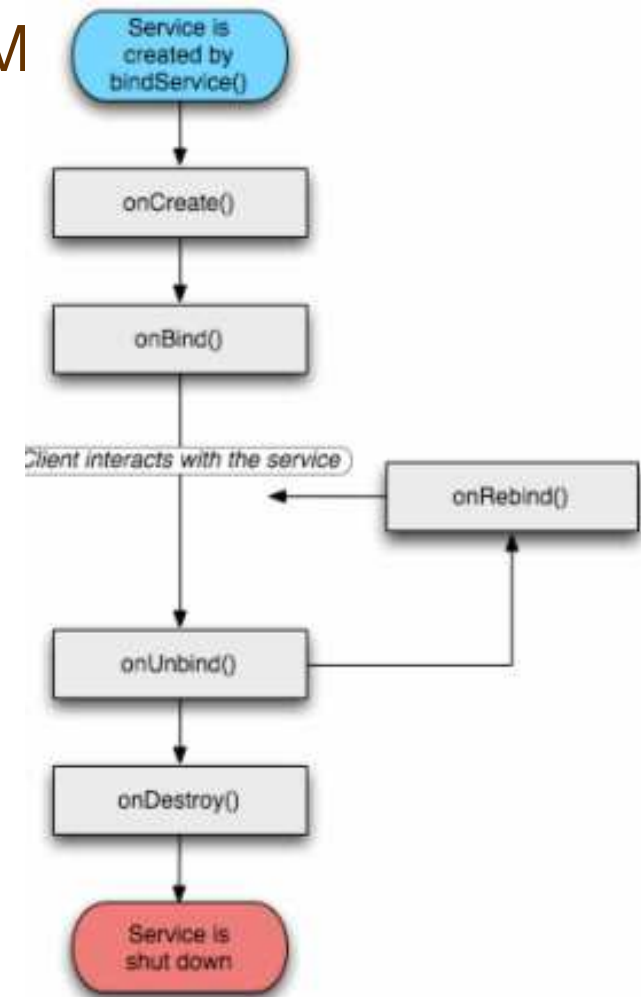 M
Service is
created by
bindService()
onCreate()
onBind()
Client interacts with the service
onRebind()
onUnbind()
onDestroy()
Service is
shut down